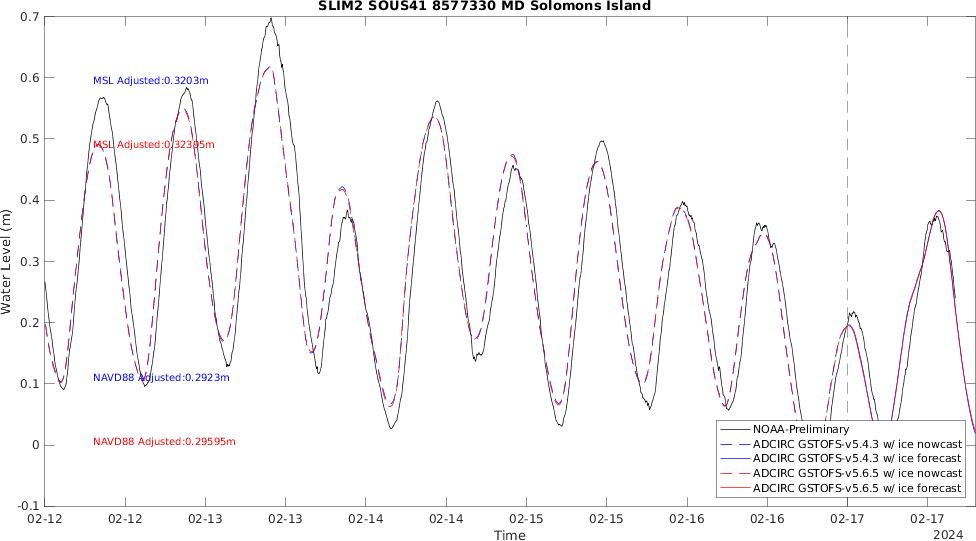 SLIM2 SOUS41 8577330 MD Solomons Island
0.7
0.6
0.5
0.4
0.3
0.2
0.1
0
-0.1
Water Level (m)
MSL Adjusted:0.3203m
MSL Adjusted:0.32395m
NAVD88 Adjusted:0.2923m
NAVD88 Adjusted:0.29595m
NOAA-Preliminary
ADCIRC GSTOFS-v5.4.3 w/ ice nowcast
ADCIRC GSTOFS-v5.4.3 w/ ice forecast
ADCIRC GSTOFS-v5.6.5 w/ ice nowcast
ADCIRC GSTOFS-v5.6.5 w/ ice forecast
02-12 02-12 02-13 02-13 02-14 02-14 02-15 02-15 02-16 02-16 02-17 02-17
Time
2024